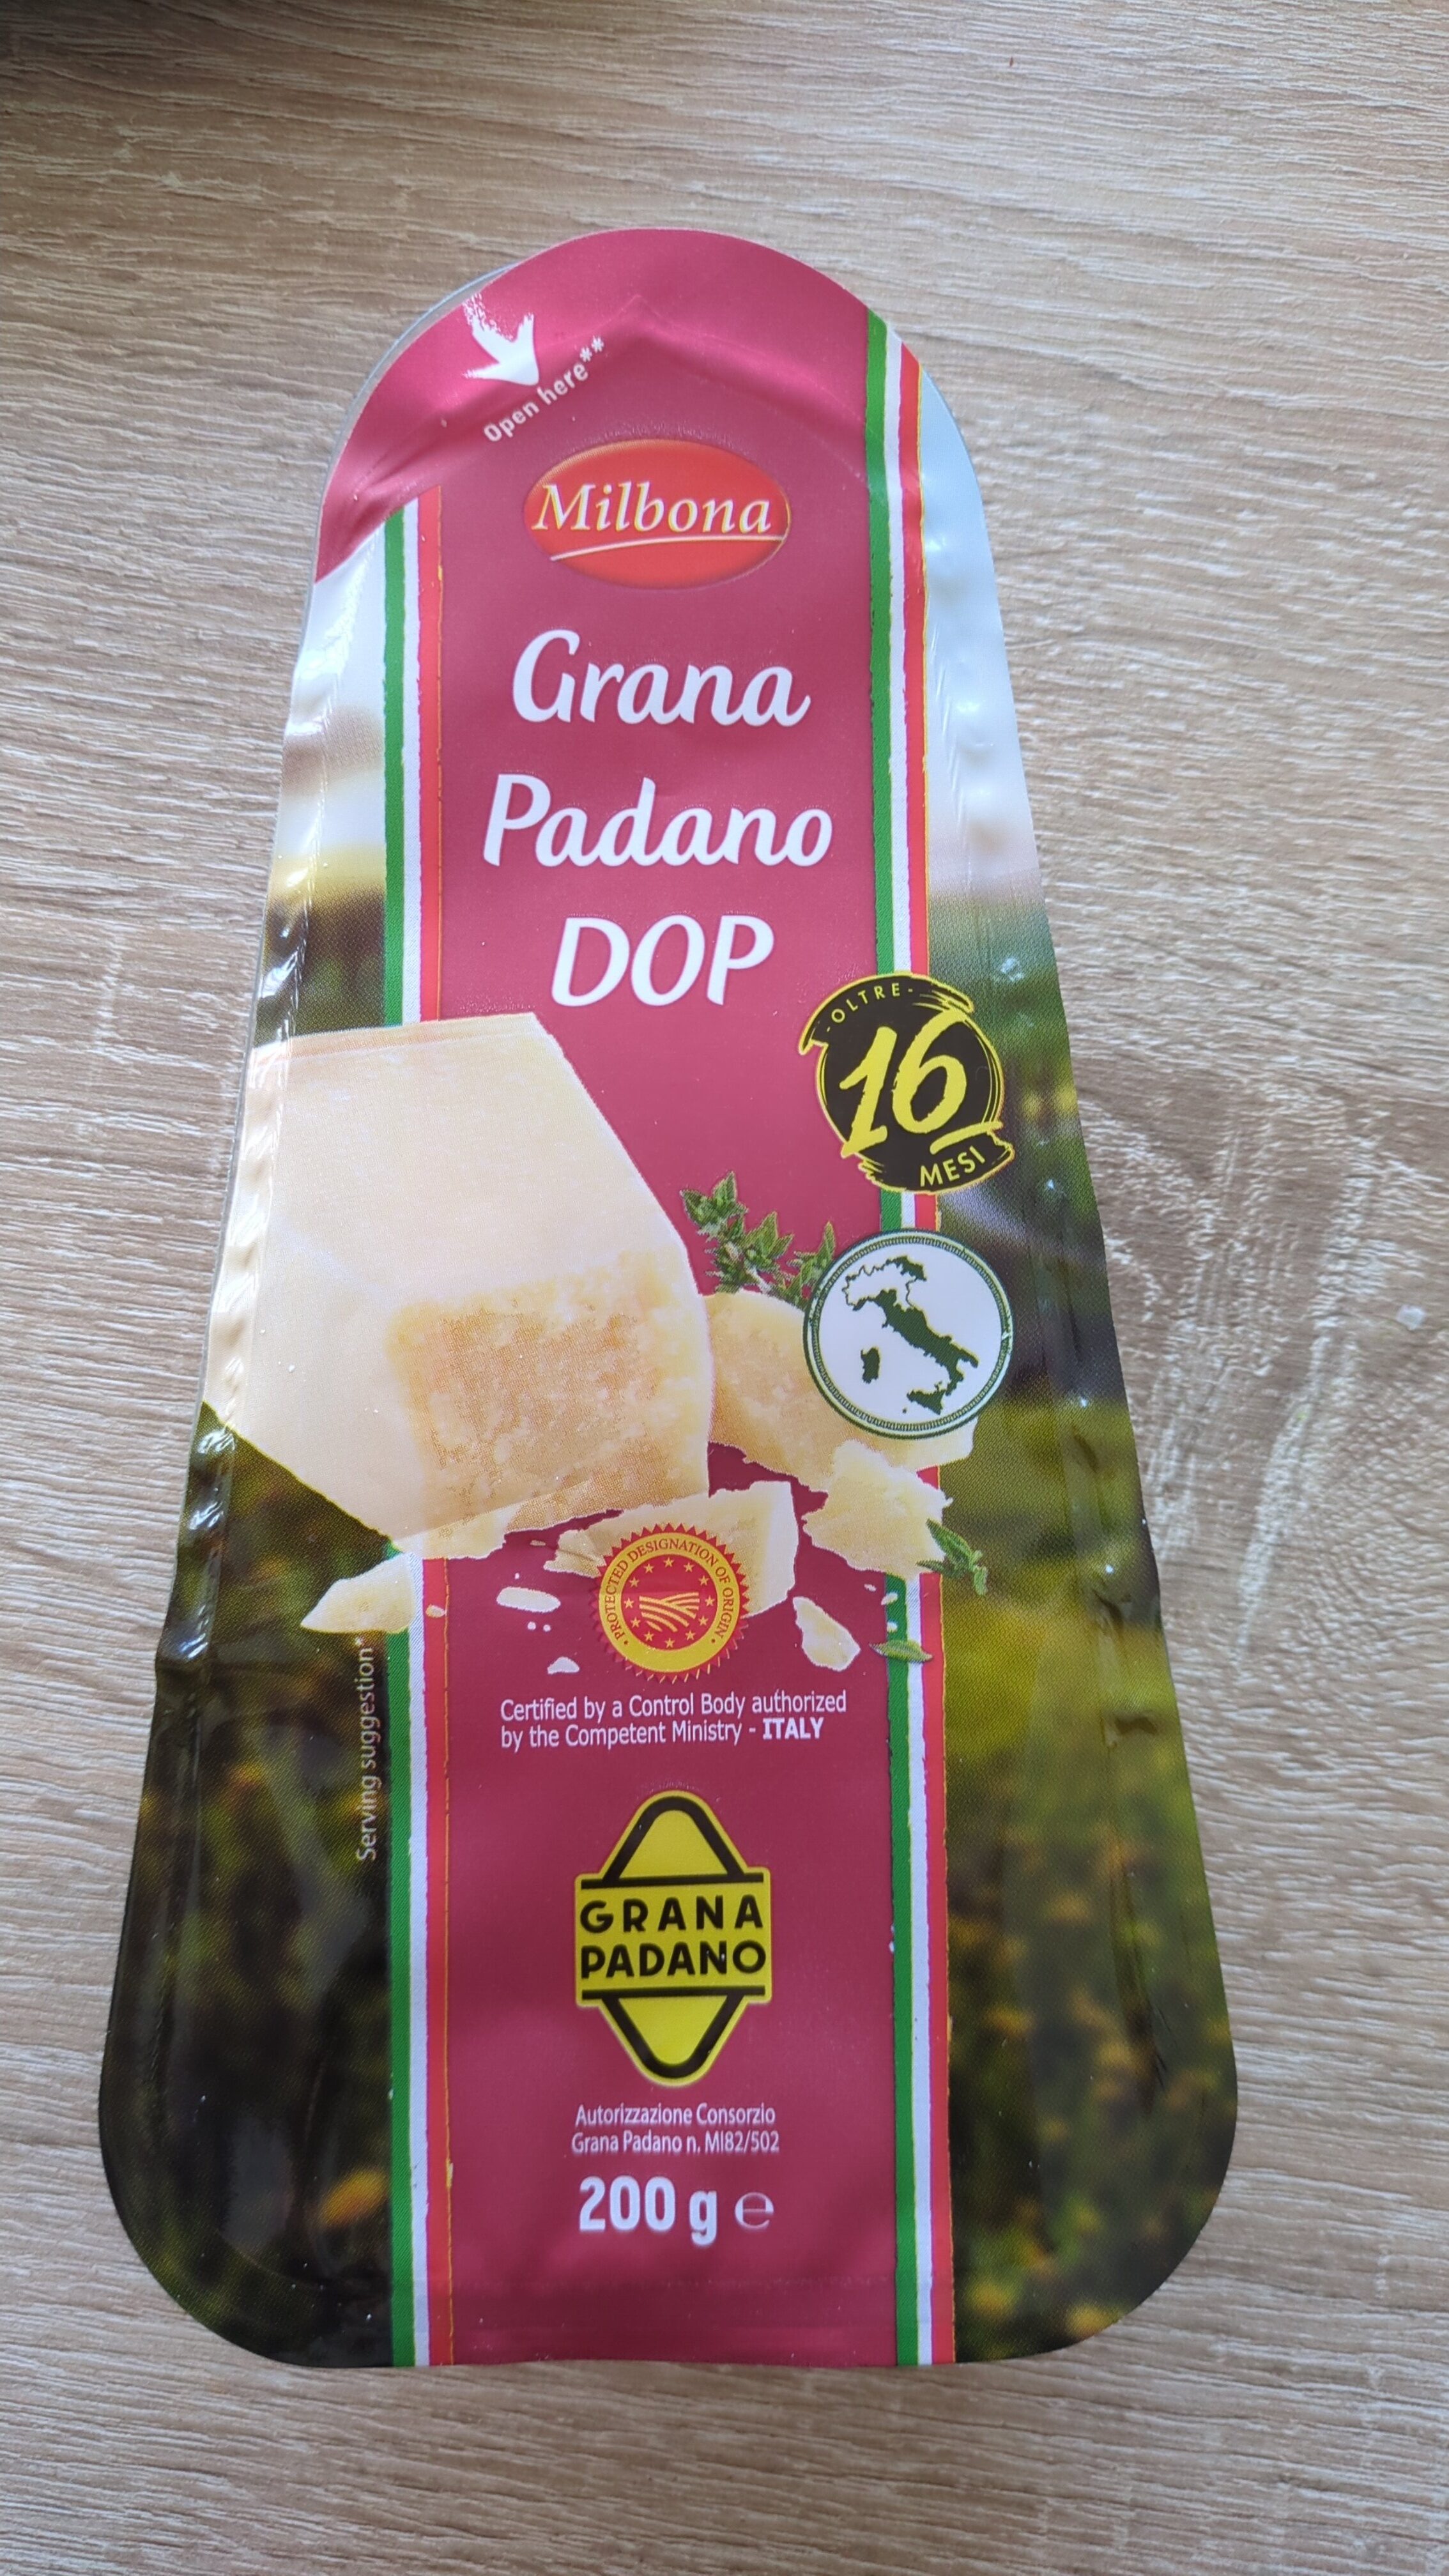 Open here**
Milbona
Grana
Padano
DOP
-OLTRE-
16
MESI
PROTECTED DESIGNATION OF ORIGIN
Certified by a Control Body authorized
by the Competent Ministry - ITALY
Serving suggestion*
GRANA
PADANO
Autorizzazione Consorzio
Grana Padano n. MI82/502
200 g e